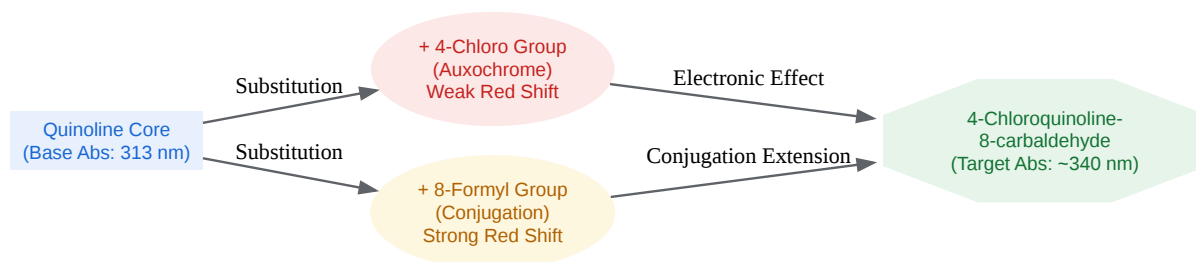 Quinoline Core
(Base Abs: 313 nm)
Substitution
Substitution
+ 4-Chloro Group
(Auxochrome)
Weak Red Shift
+ 8-Formyl Group
(Conjugation)
Strong Red Shift
Electronic Effect
Conjugation Extension
4-Chloroquinoline-
8-carbaldehyde
(Target Abs: ~340 nm)